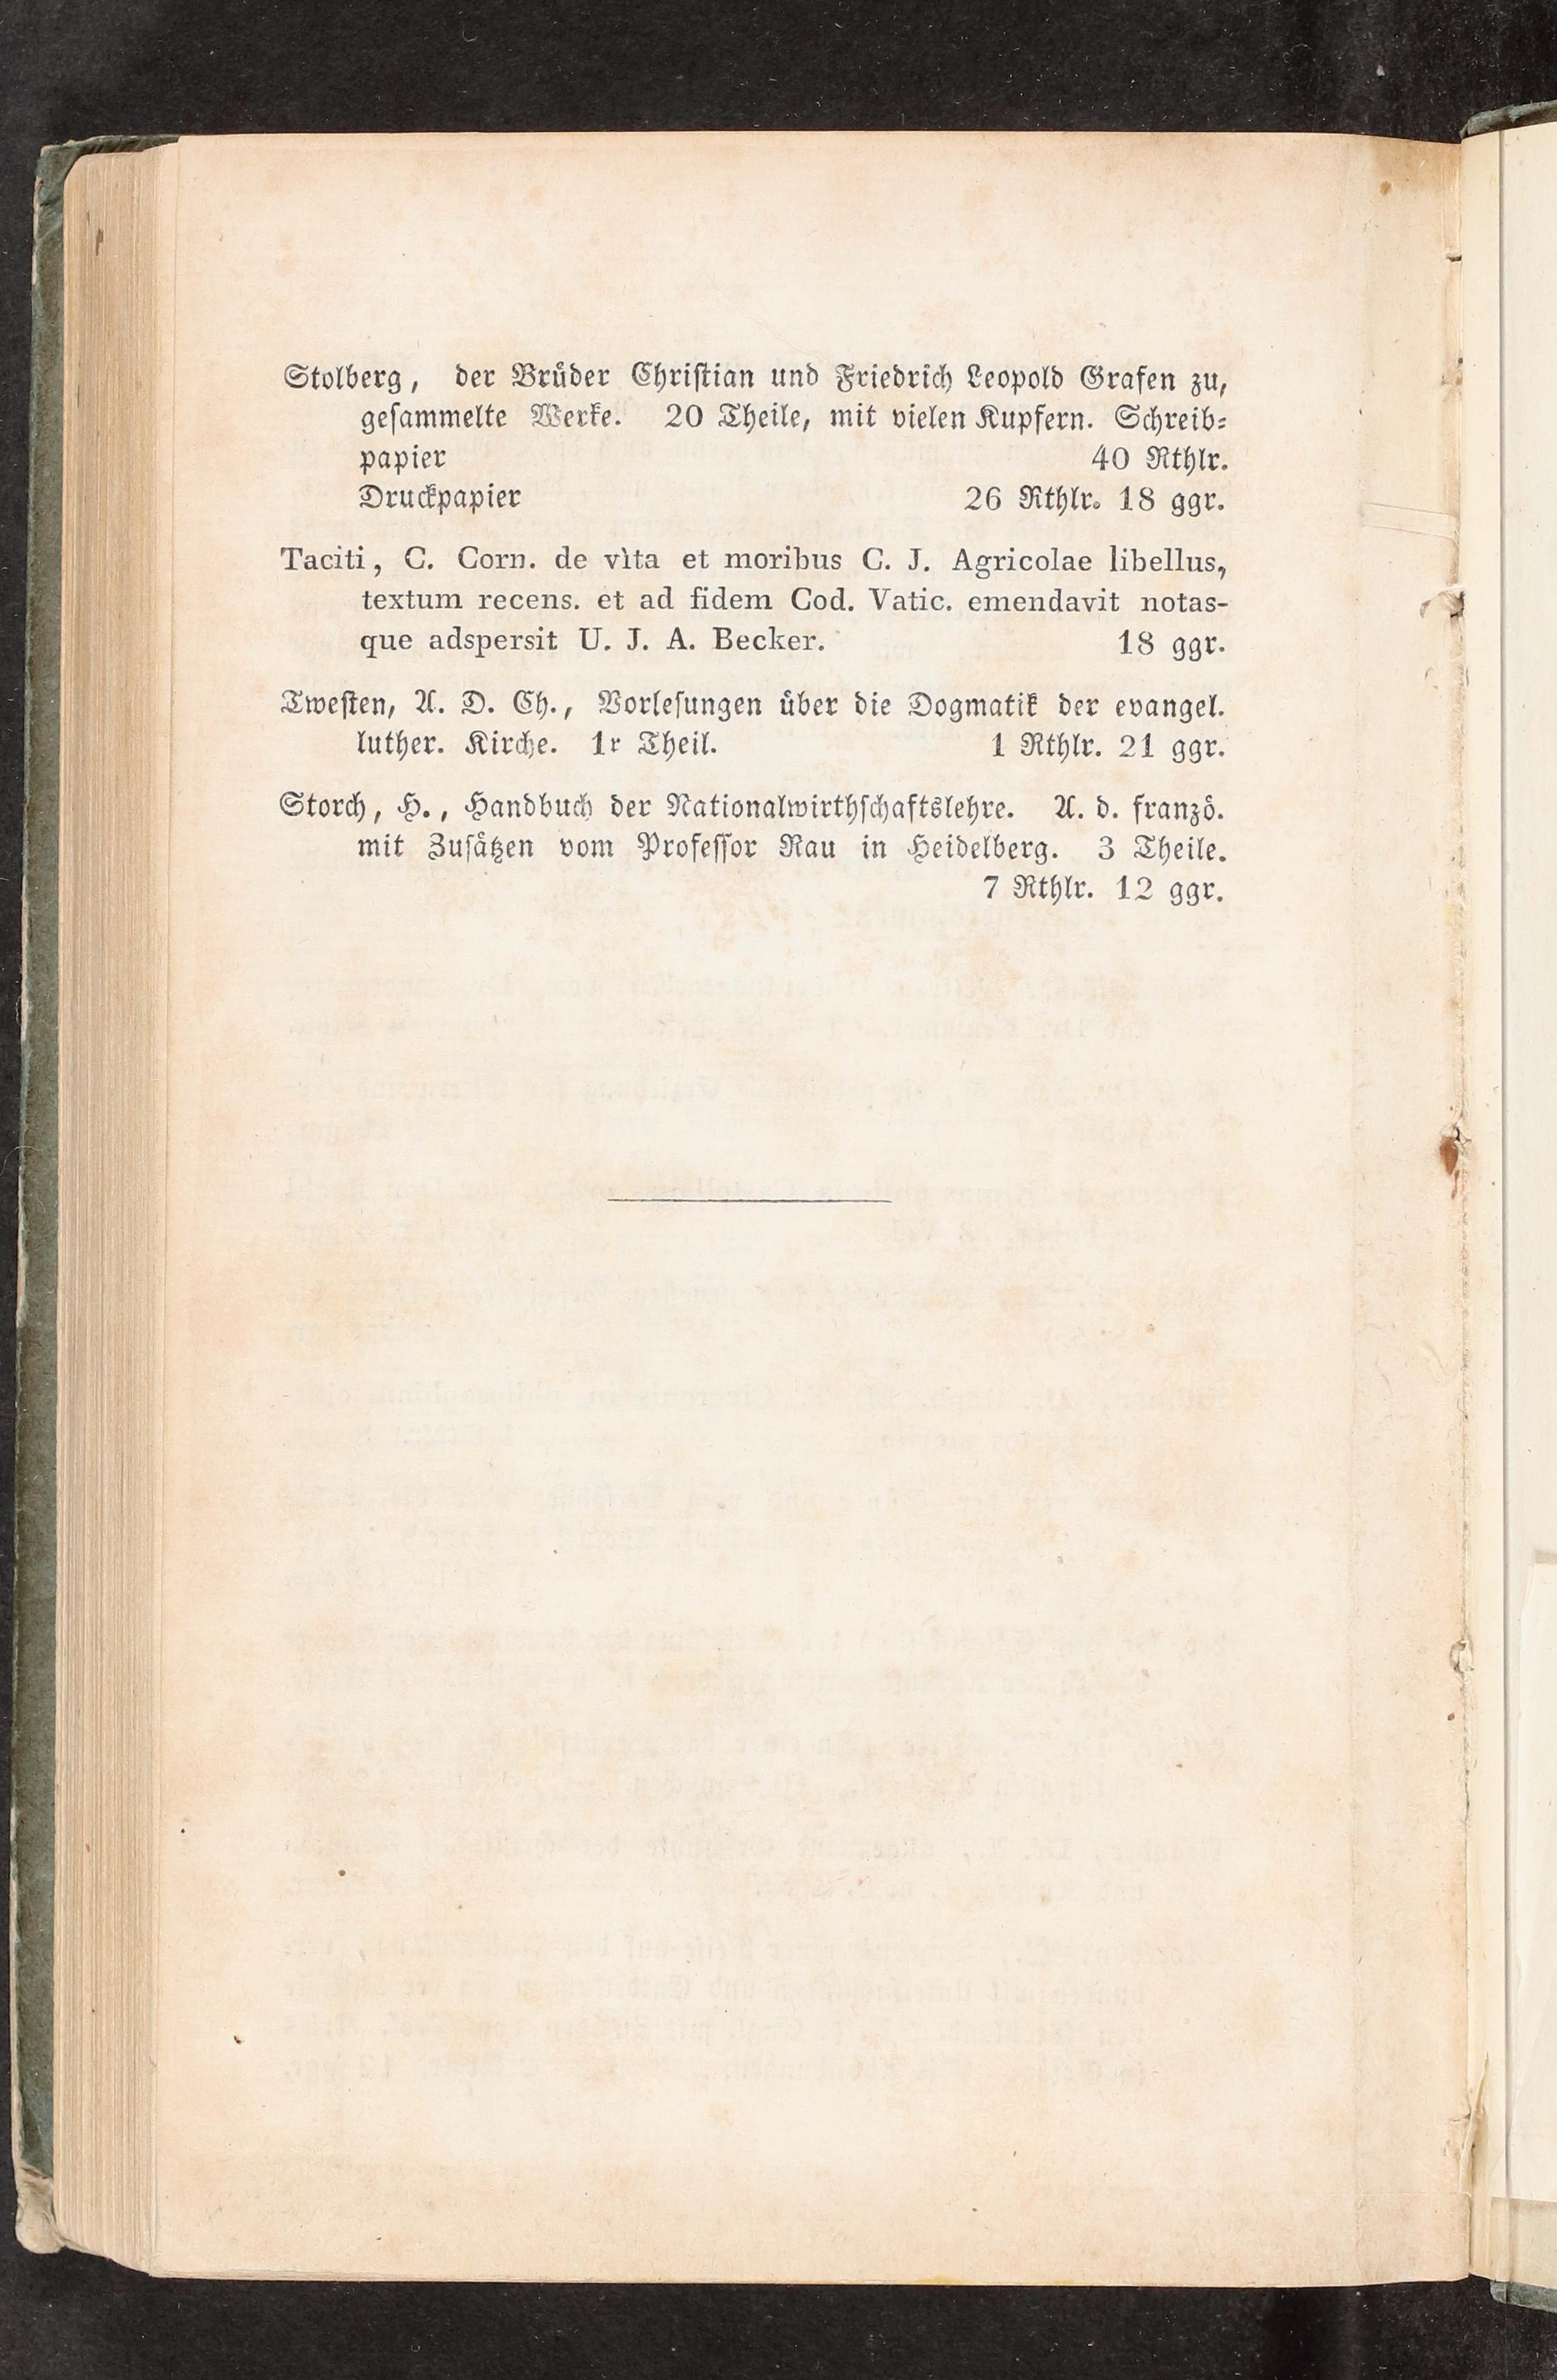 Stolberg, der Brüder Christian und Friedrich Leopold Grafen zu,
gesammelte Werke. 20 Theile, mit vielen Kupfern. Schreib-
papier 40 Rthlr.
Druckpapier 26 Rthlr. 18 ggr.
Taciti, C. Corn. de vìta et moribus C. J. Agricolae libellus,
textum recens. et ad fidem Cod. Vatic. emendavit notas-
que adspersit U. J. A. Becker. 18 ggr.
Twesten, A. D. Ch., Vorlesungen über die Dogmatik der evangel.
luther. Kirche. 1r Theil. 1 Rthlr. 21 ggr.
Storch, H., Handbuch der Nationalwirthschaftslehre. A. d. franzö.
mit Zusätzen vom Professor Rau in Heidelberg. 3 Theile.
7 Rthlr. 12 ggr.